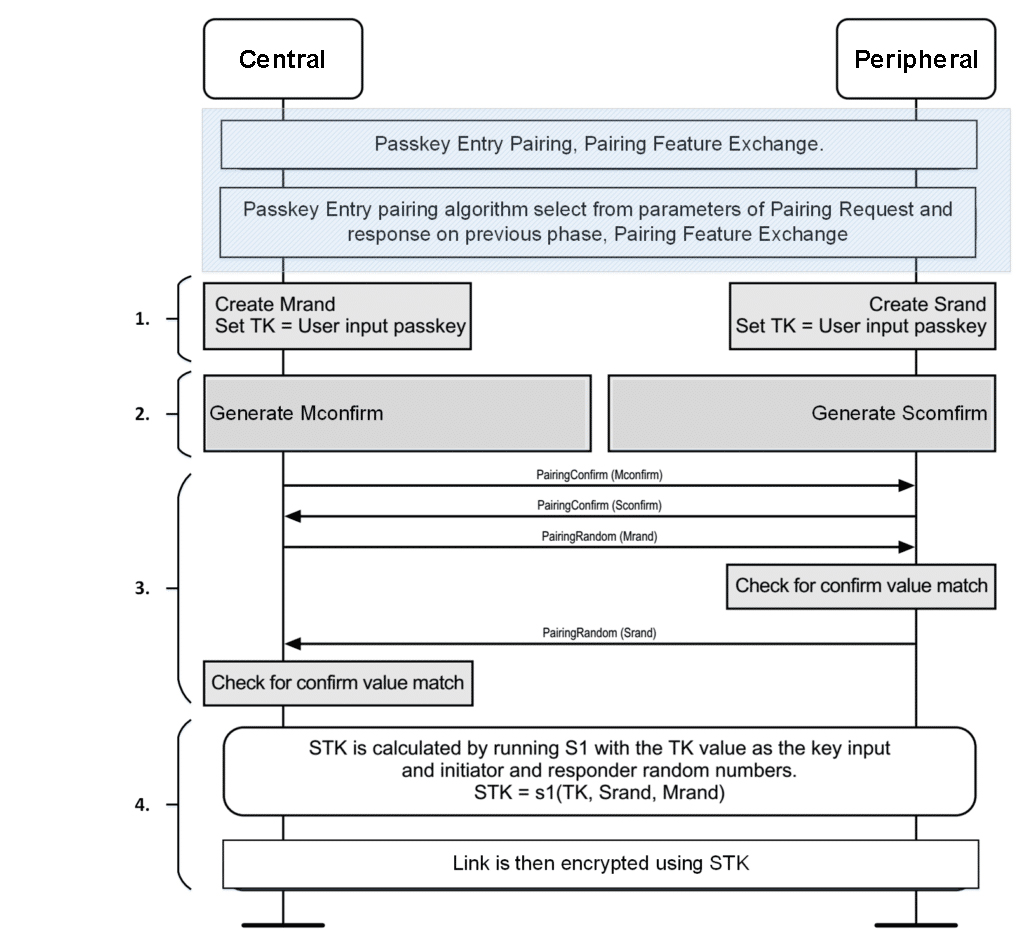 Central
Peripheral
Passkey Entry Pairing, Pairing Feature Exchange.
Passkey Entry pairing algorithm select from parameters of Pairing Request and
response on previous phase, Pairing Feature Exchange
1.
Create Mrand
Set TK = User input passkey
Create Srand
Set TK = User input passkey
2.
Generate Mconfirm
Generate Scomfirm
3.
PairingConfirm (Mconfirm)
PairingConfirm (Sconfirm)
PairingRandom (Mrand)
Check for confirm value match
PairingRandom (Srand)
Check for confirm value match
4.
STK is calculated by running S1 with the TK value as the key input
and initiator and responder random numbers.
STK = s1(TK, Srand, Mrand)
Link is then encrypted using STK